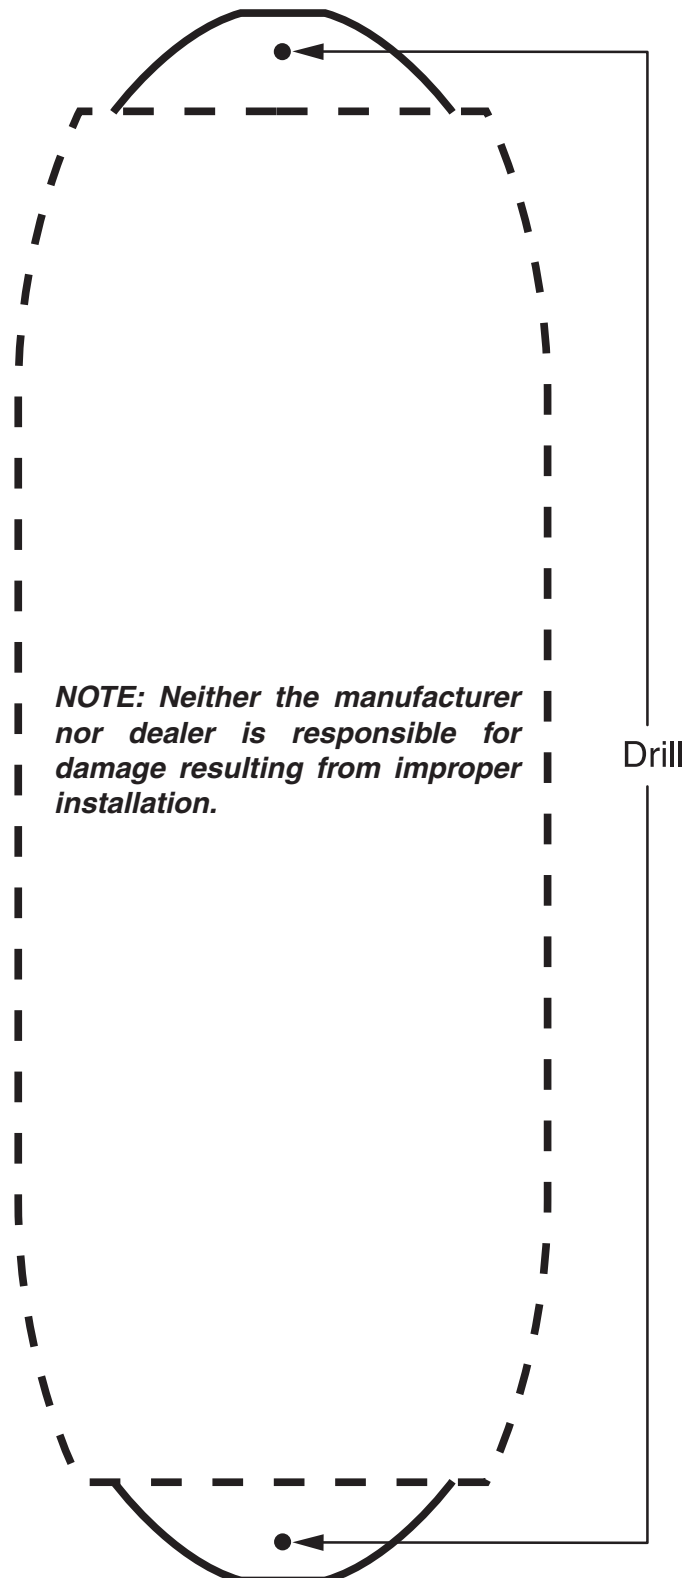 NOTE: Neither the manufacturer
nor dealer is responsible for
damage resulting from improper
installation.
Drill